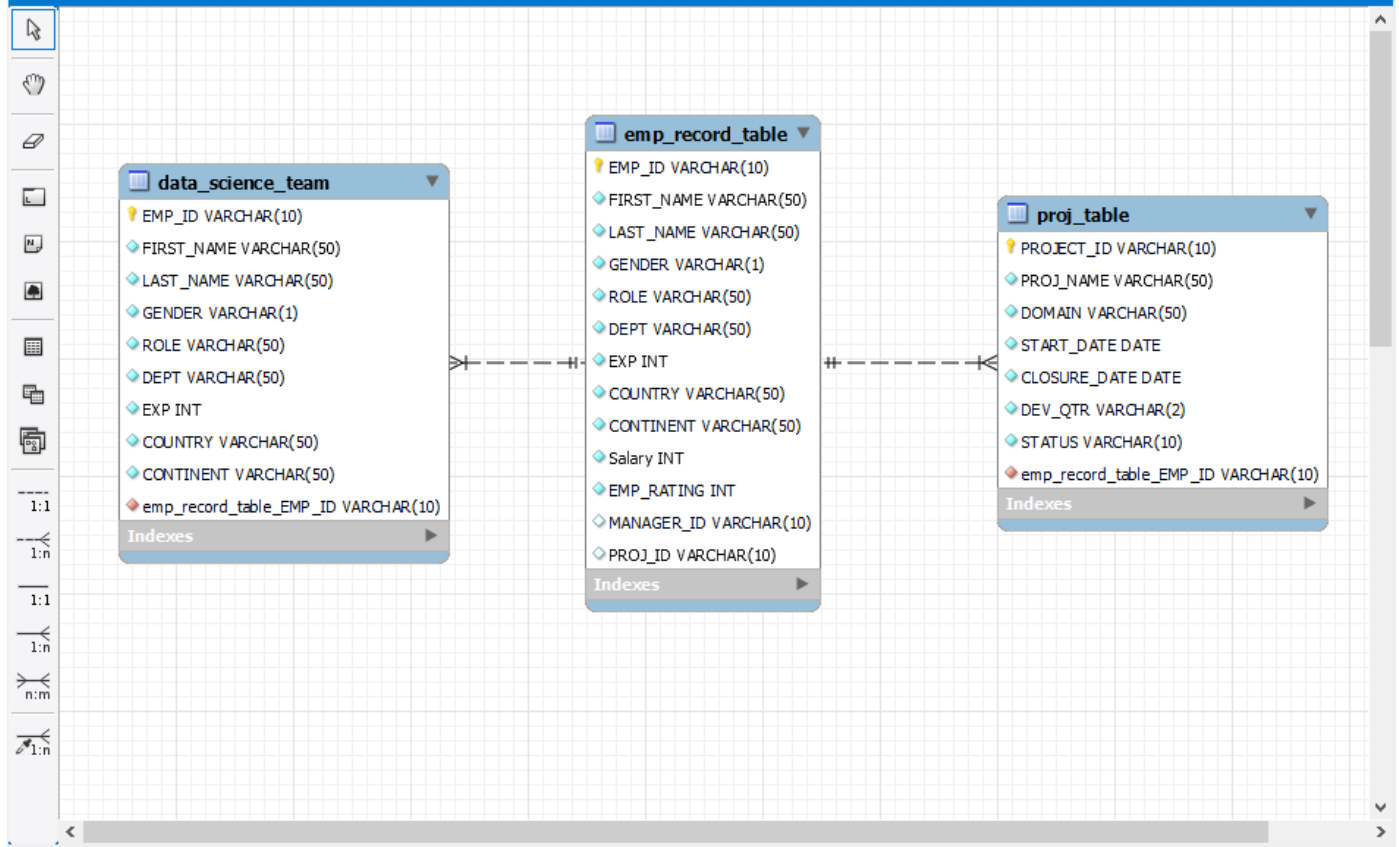 data_science_team
EMP_ID VARCHAR(10)
FIRST_NAME VARCHAR(50)
LAST_NAME VARCHAR(50)
GENDER VARCHAR(1)
ROLE VARCHAR(50)
DEPT VARCHAR(50)
EXP INT
COUNTRY VARCHAR(50)
CONTINENT VARCHAR(50)
emp_record_table_EMP_ID VARCHAR(10)
Indexes
emp_record_table
EMP_ID VARCHAR(10)
FIRST_NAME VARCHAR(50)
LAST_NAME VARCHAR(50)
GENDER VARCHAR(1)
ROLE VARCHAR(50)
DEPT VARCHAR(50)
EXP INT
COUNTRY VARCHAR(50)
CONTINENT VARCHAR(50)
Salary INT
EMP_RATING INT
MANAGER_ID VARCHAR(10)
PROJ_ID VARCHAR(10)
Indexes
proj_table
PROJECT_ID VARCHAR(10)
PROJ_NAME VARCHAR(50)
DOMAIN VARCHAR(50)
START_DATE DATE
CLOSURE_DATE DATE
DEV_QTR VARCHAR(2)
STATUS VARCHAR(10)
emp_record_table_EMP_ID VARCHAR(10)
Indexes
1:1
1:n
1:1
1:n
n:m
1:n